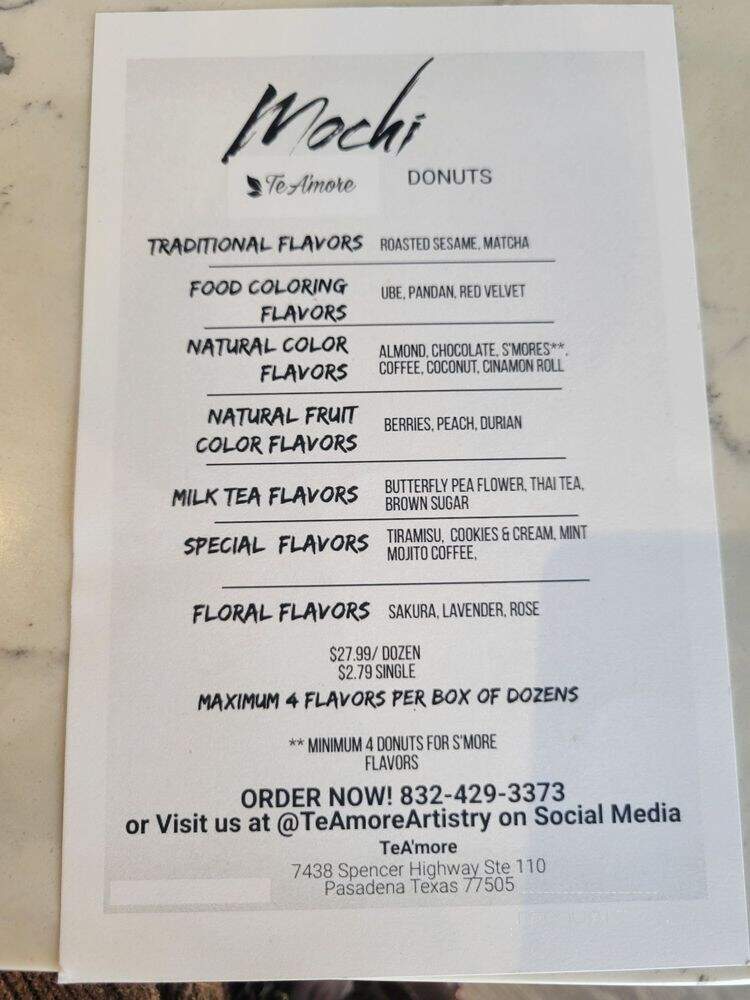 Mochi
Te A'more
DONUTS
TRADITIONAL FLAVORS ROASTED SESAME, MATCHA
FOOD COLORING FLAVORS
UBE, PANDAN, RED VELVET
NATURAL COLOR FLAVORS
ALMOND, CHOCOLATE, S'MORES**,
COFFEE, COCONUT, CINAMON ROLL
NATURAL FRUIT
COLOR FLAVORS
BERRIES, PEACH, DURIAN
MILK TEA FLAVORS
BUTTERFLY PEA FLOWER, THAI TEA,
BROWN SUGAR
SPECIAL FLAVORS
TIRAMISU, COOKIES & CREAM, MINT
MOJITO COFFEE,
FLORAL FLAVORS SAKURA, LAVENDER, ROSE
$27.99/ DOZEN
$2.79 SINGLE
MAXIMUM 4 FLAVORS PER BOX OF DOZENS
** MINIMUM 4 DONUTS FOR S'MORE
FLAVORS
ORDER NOW! 832-429-3373
or Visit us at @TeAmoreArtistry on Social Media
TeA'more
7438 Spencer Highway Ste 110
Pasadena Texas 77505